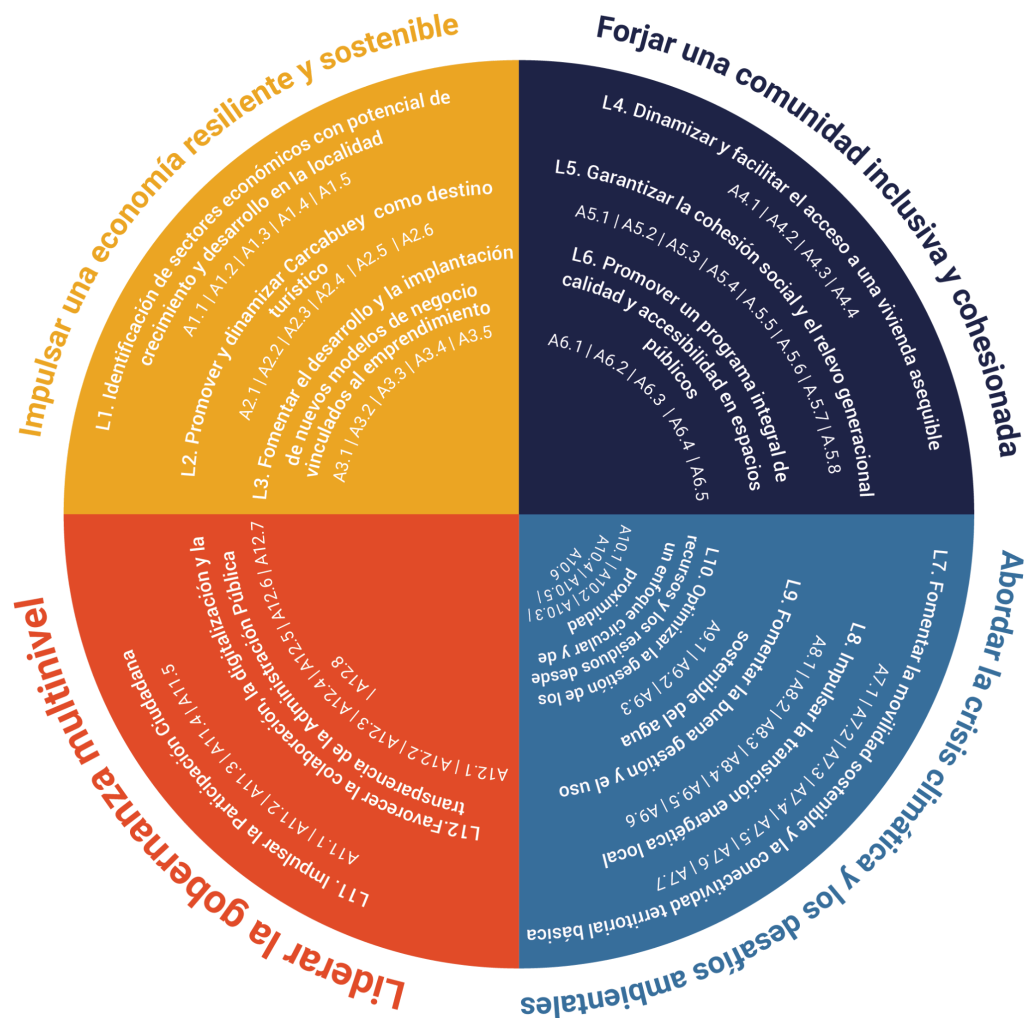 Impulsar una economía resiliente y sostenible
L1. Identificación de sectores económicos con potencial de
crecimiento y desarrollo en la localidad
A1.1 | A1.2 | A1.3 | A1.4 | A1.5
L2. Promover y dinamizar Carcabuey como destino
turístico
A2.1 | A2.2 | A2.3 | A2.4 | A2.5 | A2.6
L3. Fomentar el desarrollo y la implantación
de nuevos modelos de negocio
vinculados al emprendimiento
A3.1 | A3.2 | A3.3 | A3.4 | A3.5
Forjar una comunidad inclusiva y cohesionada
L4. Dinamizar y facilitar el acceso a una vivienda asequible
A4.1 | A4.2 | A4.3 | A4.4
L5. Garantizar la cohesión social y el relevo generacional
A5.1 | A5.2 | A5.3 | A5.4 | A.5.5 | A.5.6 | A.5.7 | A.5.8
L6. Promover un programa integral de
calidad y accesibilidad en espacios
públicos
A6.1 | A6.2 | A6.3 | A6.4 | A6.5
Abordar la crisis climática y los desafíos ambientales
L7. Fomentar la movilidad sostenible y la conectividad territorial básica
A7.1 | A7.2 | A7.3 | A7.4 | A7.5 | A7.6 | A7.7
L8. Impulsar la transición energética local
A8.1 | A8.2 | A8.3 | A8.4 | A9.5 | A9.6
L9. Fomentar la buena gestión y el uso
sostenible del agua
A9.1 | A9.2 | A9.3
L10. Optimizar la gestión de los
recursos y los residuos desde
un enfoque circular y de
proximidad
A10.1 | A10.2 | A10.3 |
A10.4 | A10.5 |
A10.6
Liderar la gobernanza multinivel
L11. Impulsar la Participación Ciudadana
A11.1 | A11.2 | A11.3 | A11.4 | A11.5
L12.Favorecer la colaboración, la digitalización y la
transparencia de la Administración Pública
A12.1 | A12.2 | A12.3 | A12.4 | A12.5 | A12.6 | A12.7
| A12.8